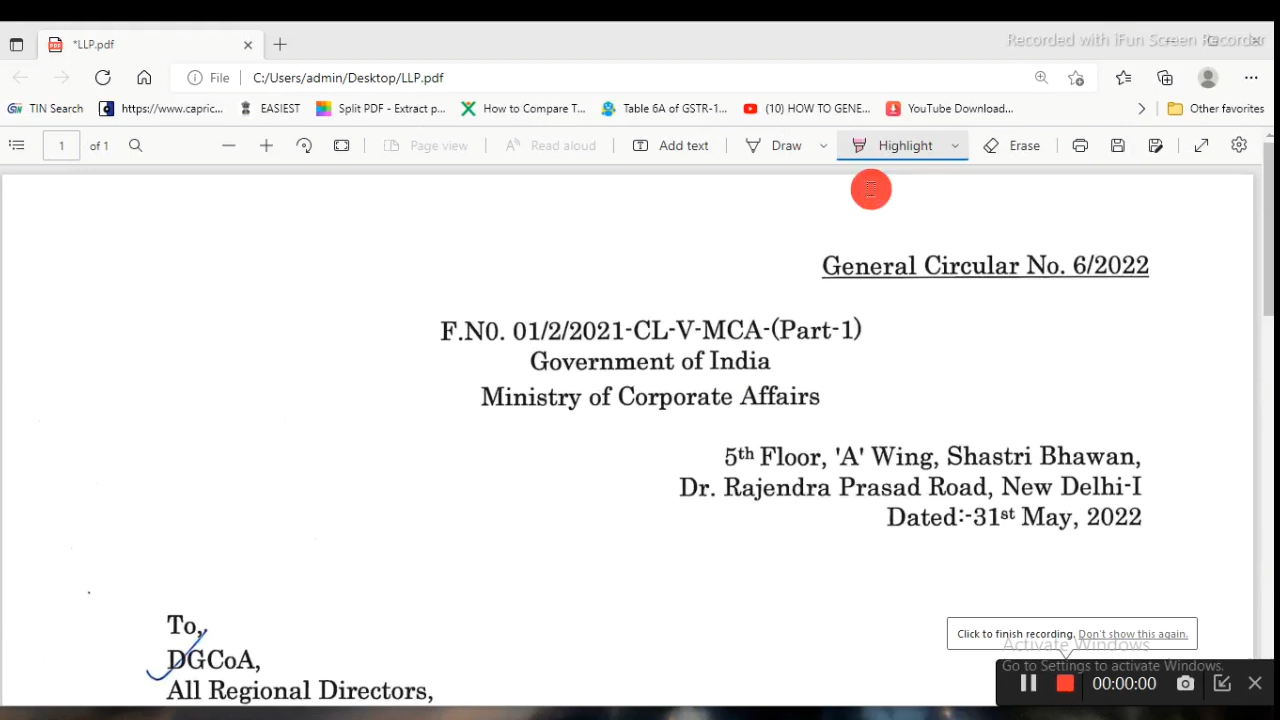 Recorded with iFun Screen Recorder
*LLP.pdf
File C:/Users/admin/Desktop/LLP.pdf
TIN Search https://www.capric... EASIEST Split PDF - Extract p... How to Compare T... Table 6A of GSTR-1... (10) HOW TO GENE... YouTube Download... Other favorites
1 of 1 Page view Read aloud Add text Draw Highlight Erase
General Circular No. 6/2022
F.N0. 01/2/2021-CL-V-MCA-(Part-1)
Government of India
Ministry of Corporate Affairs
5th Floor, 'A' Wing, Shastri Bhawan,
Dr. Rajendra Prasad Road, New Delhi-I
Dated:-31st May, 2022
To,
DGCoA,
All Regional Directors,
Click to finish recording. Don't show this again.
Activate Windows
Go to Settings to activate Windows.
00:00:00